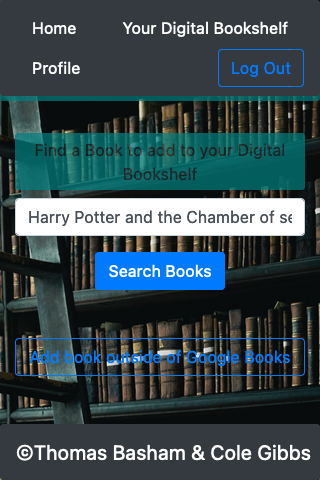 Home Your Digital Bookshelf
Profile Log Out
Find a Book to add to your Digital
Bookshelf
Harry Potter and the Chamber of se
Search Books
Add book outside of Google Books
©Thomas Basham & Cole Gibbs